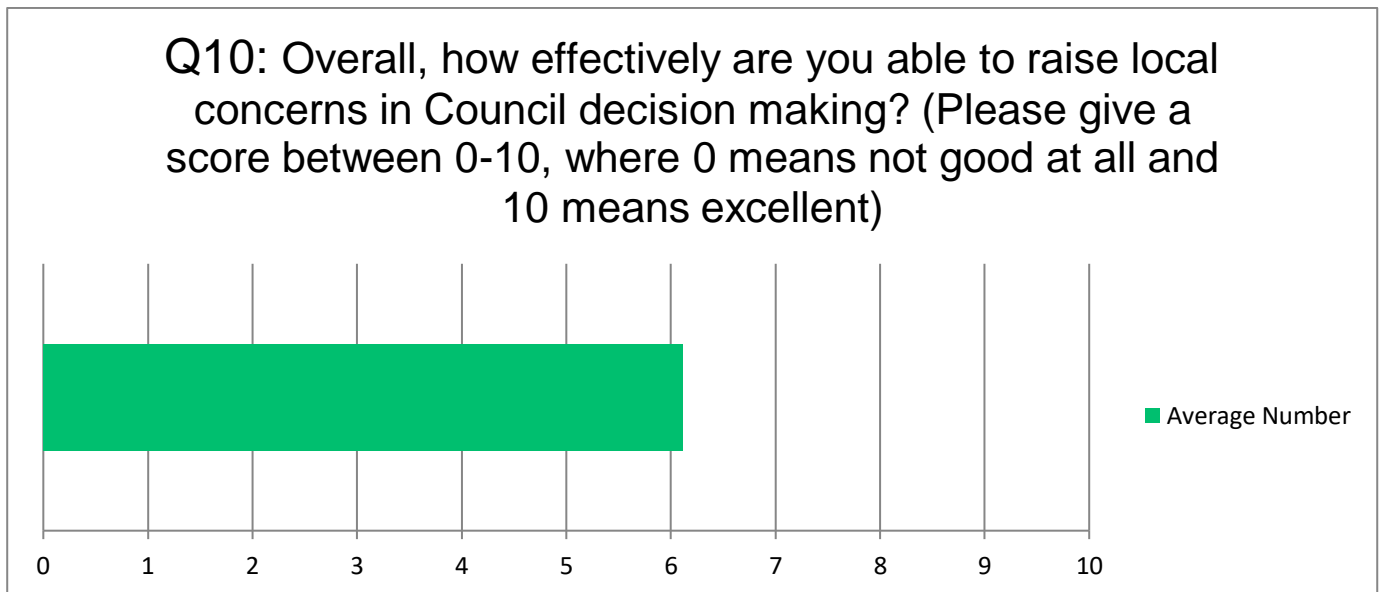 Q10: Overall, how effectively are you able to raise local
concerns in Council decision making? (Please give a
score between 0-10, where 0 means not good at all and
10 means excellent)
Average Number
0 1 2 3 4 5 6 7 8 9 10